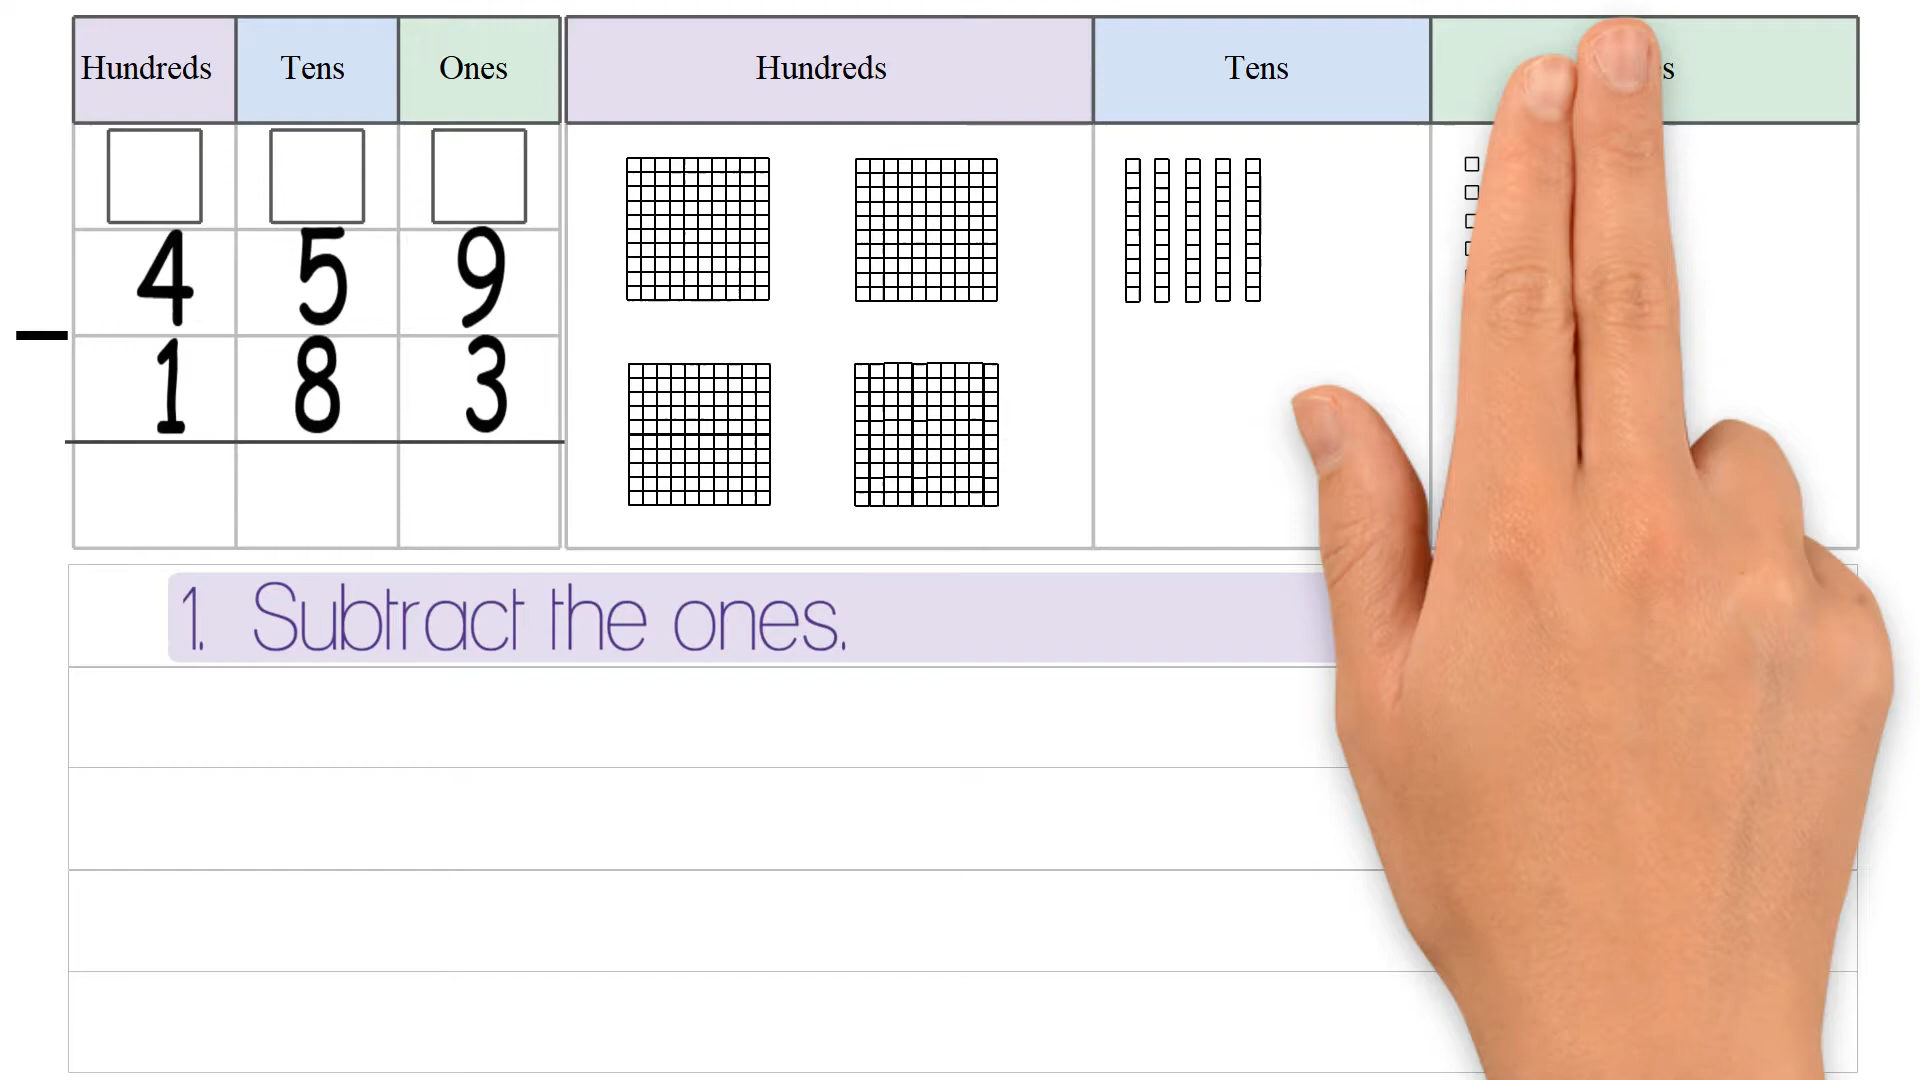 Hundreds Tens Ones Hundreds Tens s
4 5 9
– 1 8 3
1. Subtract the ones.